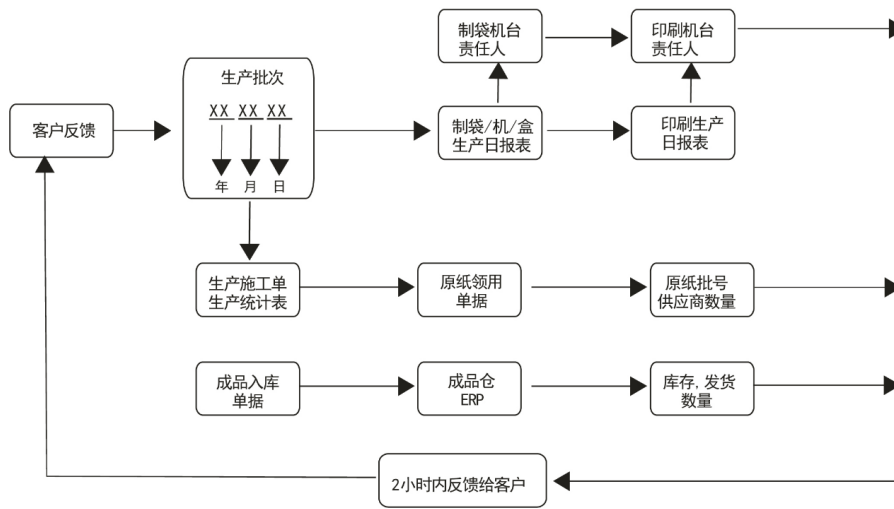 制袋机台
责任人
印刷机台
责任人
生产批次
XX XX XX
年 月 日
客户反馈
制袋/机/盒
生产日报表
印刷生产
日报表
生产施工单
生产统计表
原纸领用
单据
原纸批号
供应商数量
成品入库
单据
成品仓
ERP
库存,发货
数量
2小时内反馈给客户